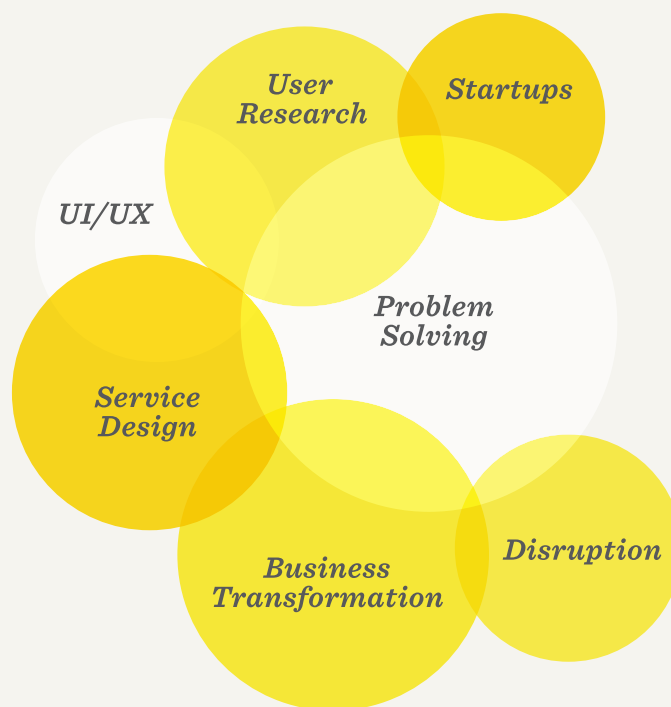 User
Research
Startups
UI/UX
Problem
Solving
Service
Design
Disruption
Business
Transformation